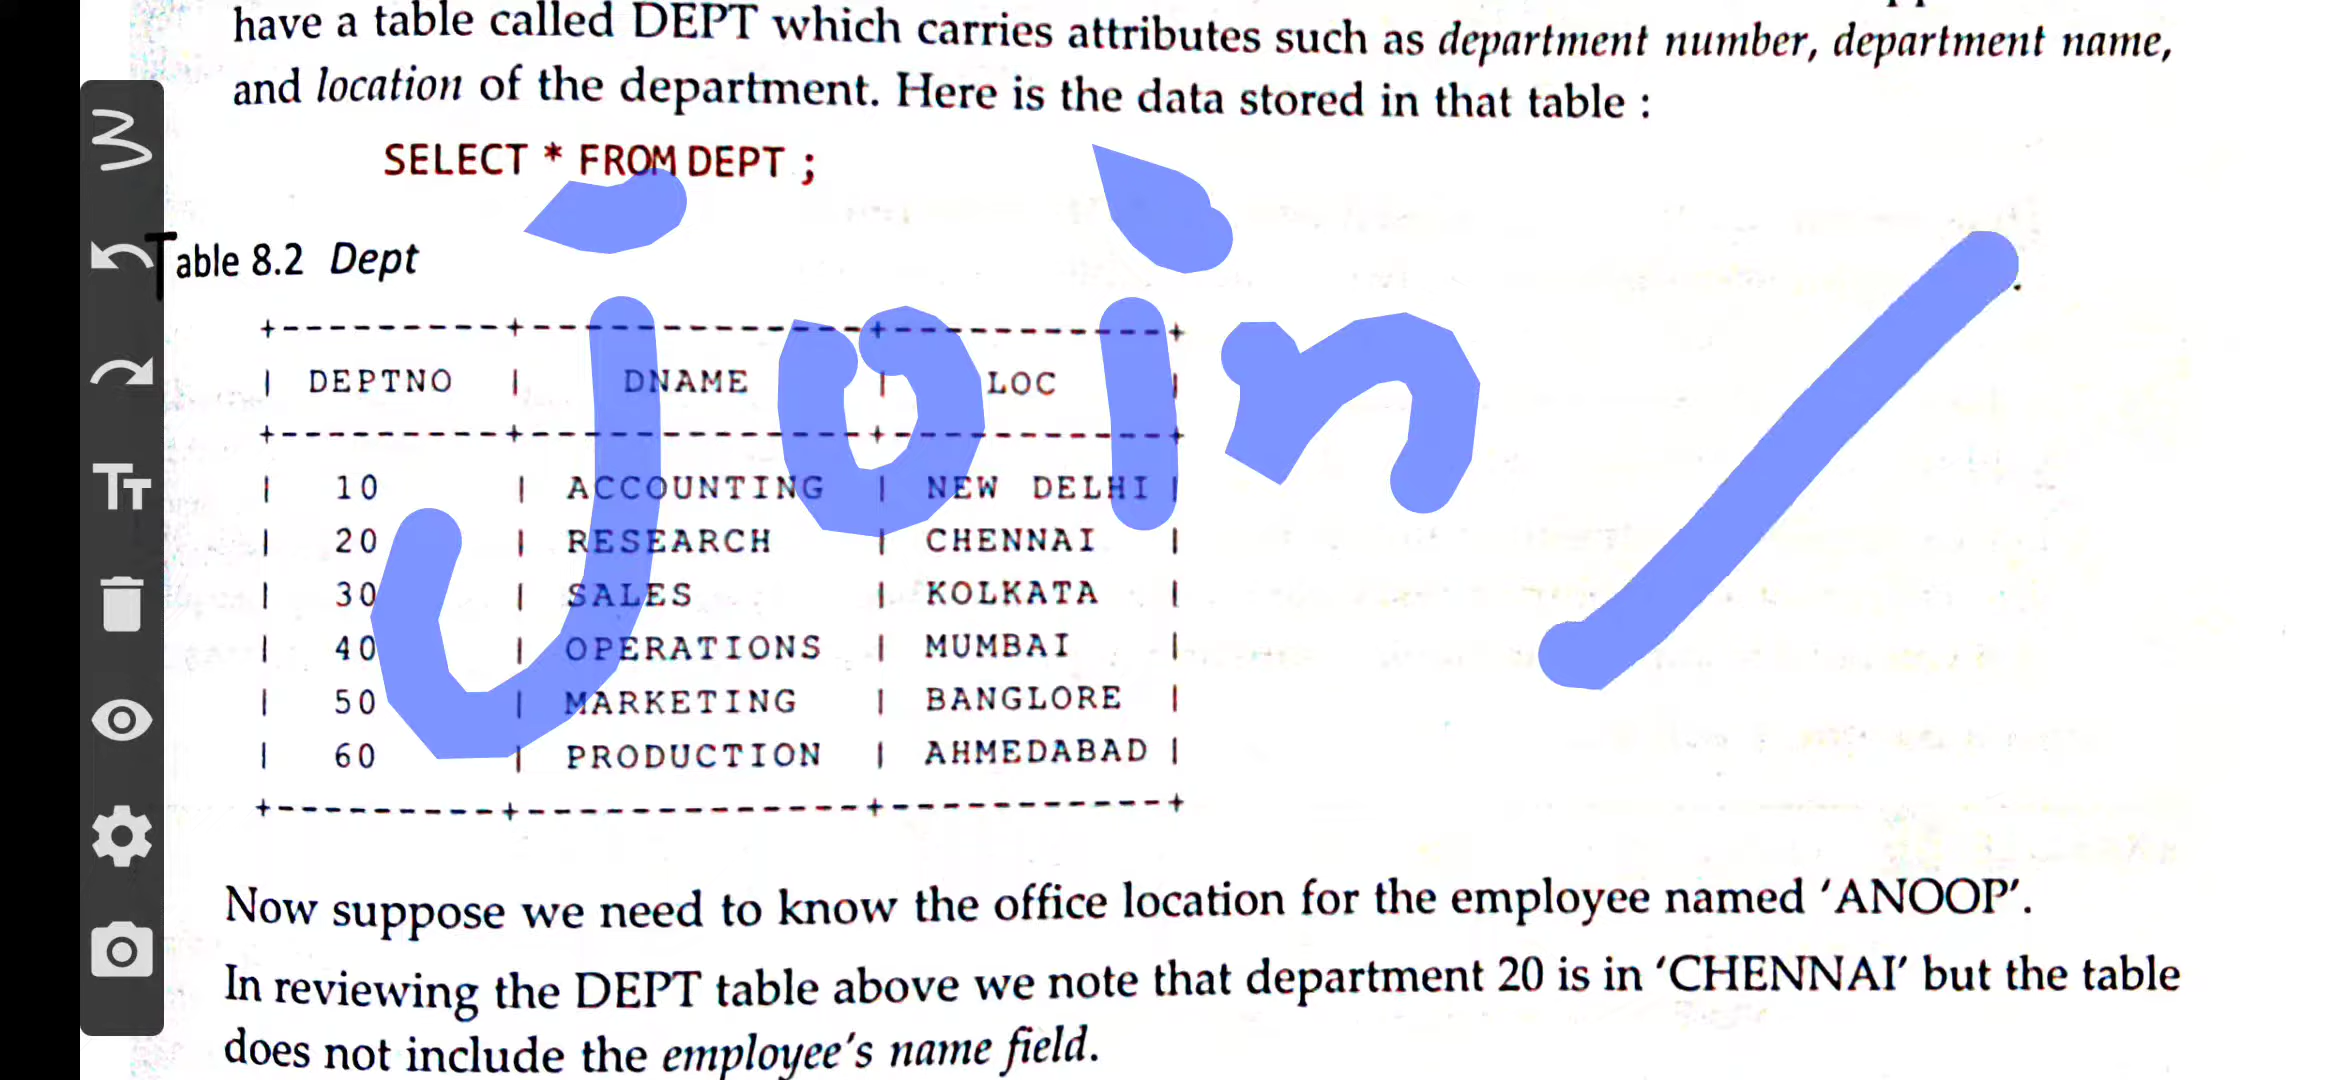 have a table called DEPT which carries attributes such as department number, department name,
and location of the department. Here is the data stored in that table :
SELECT * FROM DEPT ;
Table 8.2 Dept
+----------+--------------+-----------+
| DEPTNO | DNAME | LOC |
+----------+--------------+-----------+
| 10 | ACCOUNTING | NEW DELHI |
| 20 | RESEARCH | CHENNAI |
| 30 | SALES | KOLKATA |
| 40 | OPERATIONS | MUMBAI |
| 50 | MARKETING | BANGLORE |
| 60 | PRODUCTION | AHMEDABAD |
+----------+--------------+-----------+
join
Now suppose we need to know the office location for the employee named ‘ANOOP’.
In reviewing the DEPT table above we note that department 20 is in ‘CHENNAI’ but the table
does not include the employee’s name field.